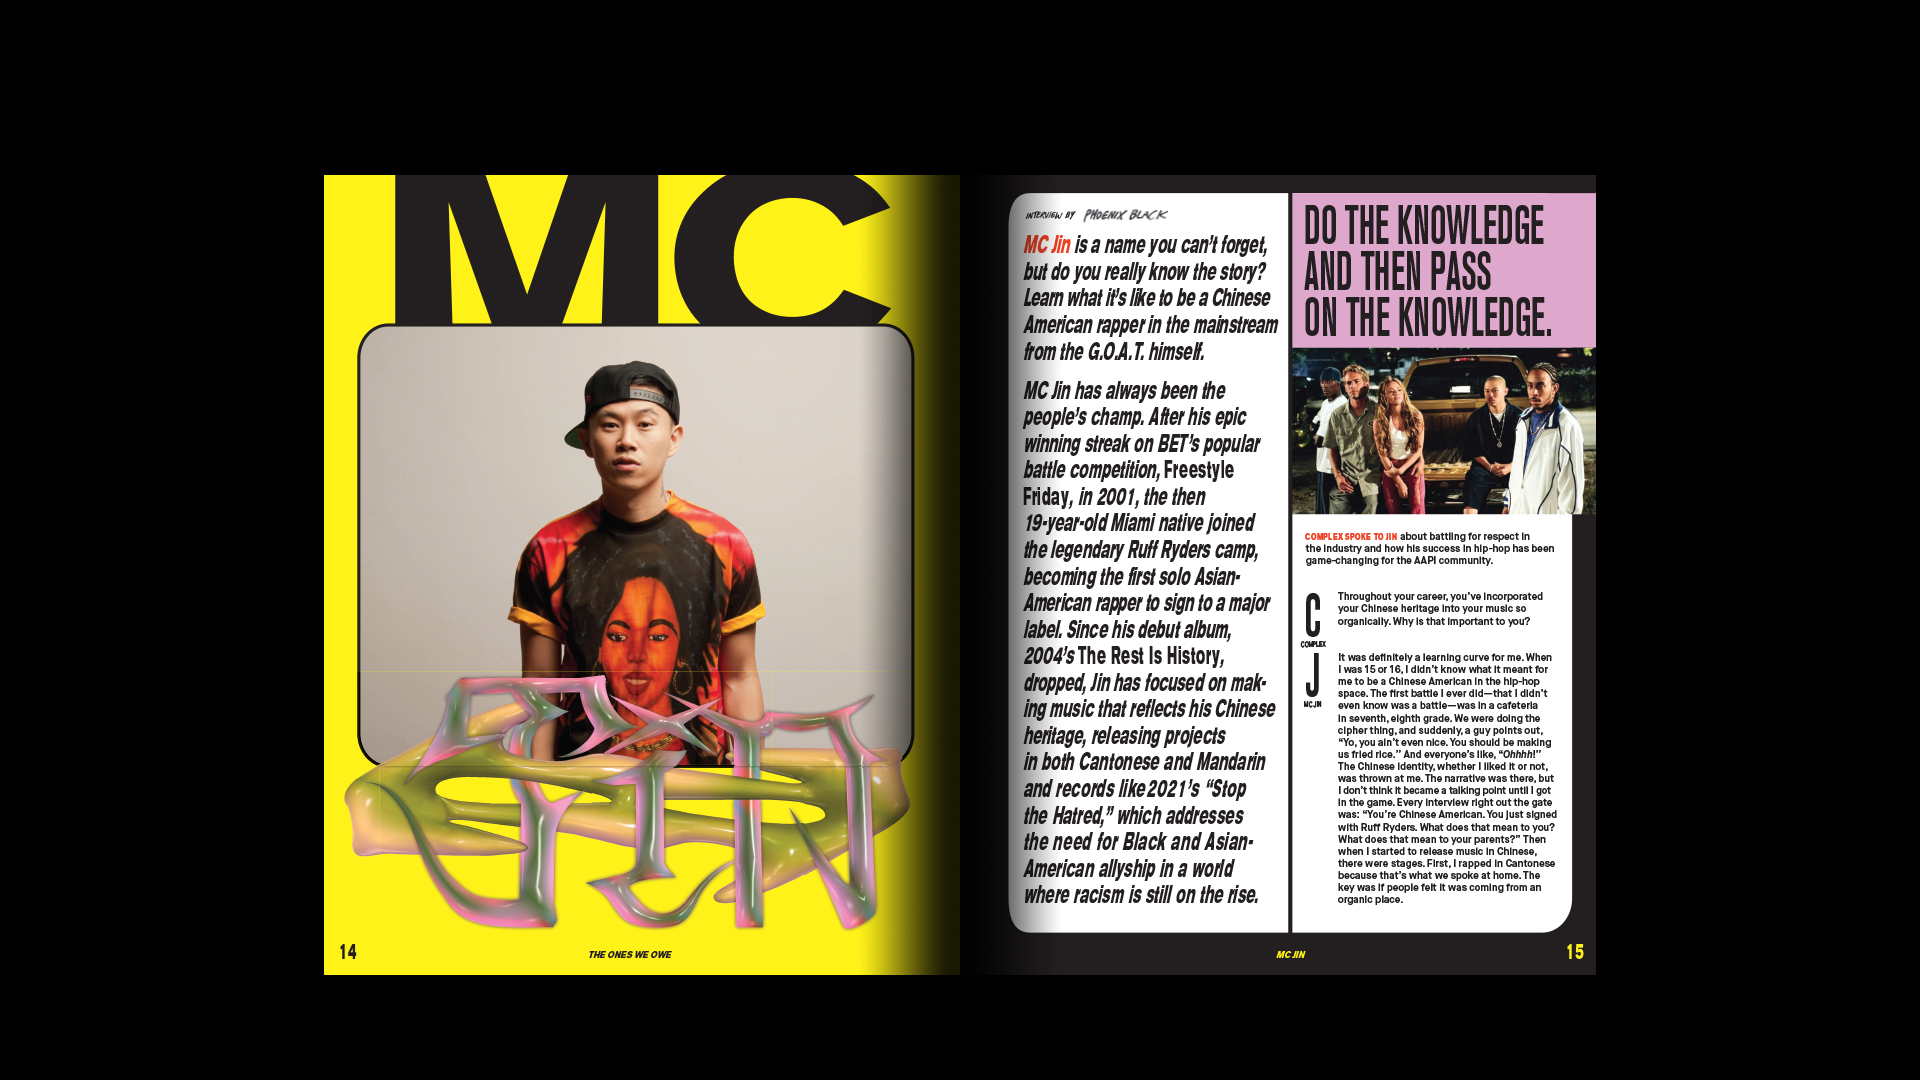 MC
JIN
14
THE ONES WE OWE
INTERVIEW BY PHOENIX BLACK
MC Jin is a name you can't forget,
but do you really know the story?
Learn what it's like to be a Chinese
American rapper in the mainstream
from the G.O.A.T. himself.
MC Jin has always been the
people's champ. After his epic
winning streak on BET's popular
battle competition, Freestyle
Friday, in 2001, the then
19-year-old Miami native joined
the legendary Ruff Ryders camp,
becoming the first solo Asian-
American rapper to sign to a major
label. Since his debut album,
2004's The Rest Is History,
dropped, Jin has focused on mak-
ing music that reflects his Chinese
heritage, releasing projects
in both Cantonese and Mandarin
and records like 2021's “Stop
the Hatred,” which addresses
the need for Black and Asian-
American allyship in a world
where racism is still on the rise.
DO THE KNOWLEDGE
AND THEN PASS
ON THE KNOWLEDGE.
COMPLEX SPOKE TO JIN about battling for respect in
the industry and how his success in hip-hop has been
game-changing for the AAPI community.
C
COMPLEX
Throughout your career, you've incorporated
your Chinese heritage into your music so
organically. Why is that important to you?
J
MC JIN
It was definitely a learning curve for me. When
I was 15 or 16, I didn't know what it meant for
me to be a Chinese American in the hip-hop
space. The first battle I ever did—that I didn't
even know was a battle—was in a cafeteria
in seventh, eighth grade. We were doing the
cipher thing, and suddenly, a guy points out,
“Yo, you ain't even nice. You should be making
us fried rice.” And everyone's like, “Ohhhh!”
The Chinese identity, whether I liked it or not,
was thrown at me. The narrative was there, but
I don't think it became a talking point until I got
in the game. Every interview right out the gate
was: “You're Chinese American. You just signed
with Ruff Ryders. What does that mean to you?
What does that mean to your parents?” Then
when I started to release music in Chinese,
there were stages. First, I rapped in Cantonese
because that's what we spoke at home. The
key was if people felt it was coming from an
organic place.
MC JIN
15